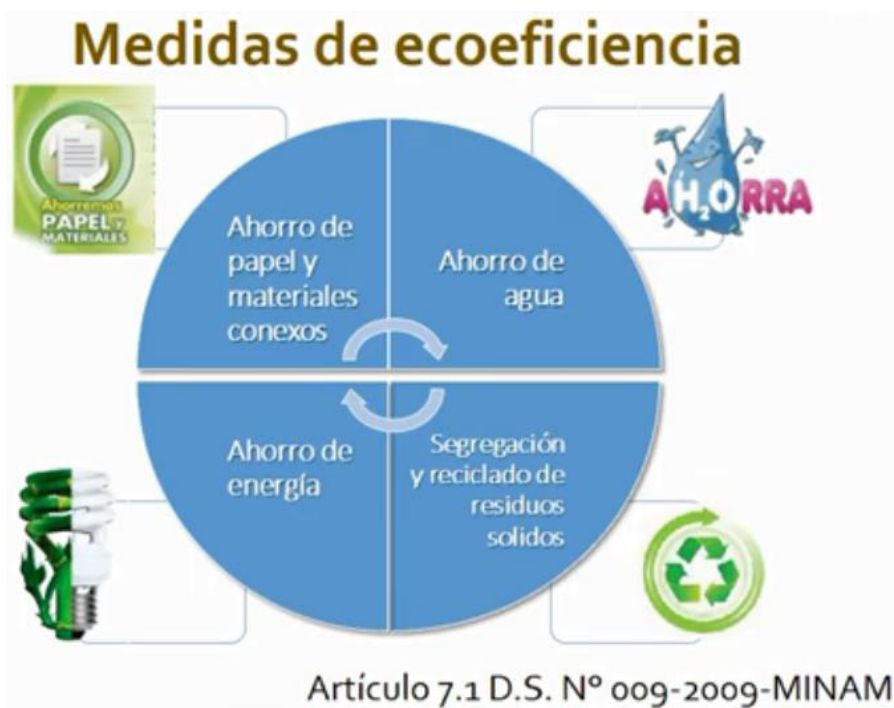 Medidas de ecoeficiencia
Ahorremos
PAPEL y
MATERIALES
AH₂ORRA
Ahorro de
papel y
materiales
conexos
Ahorro de
agua
Ahorro de
energía
Segregación
y reciclado de
residuos
solidos
Artículo 7.1 D.S. Nº 009-2009-MINAM